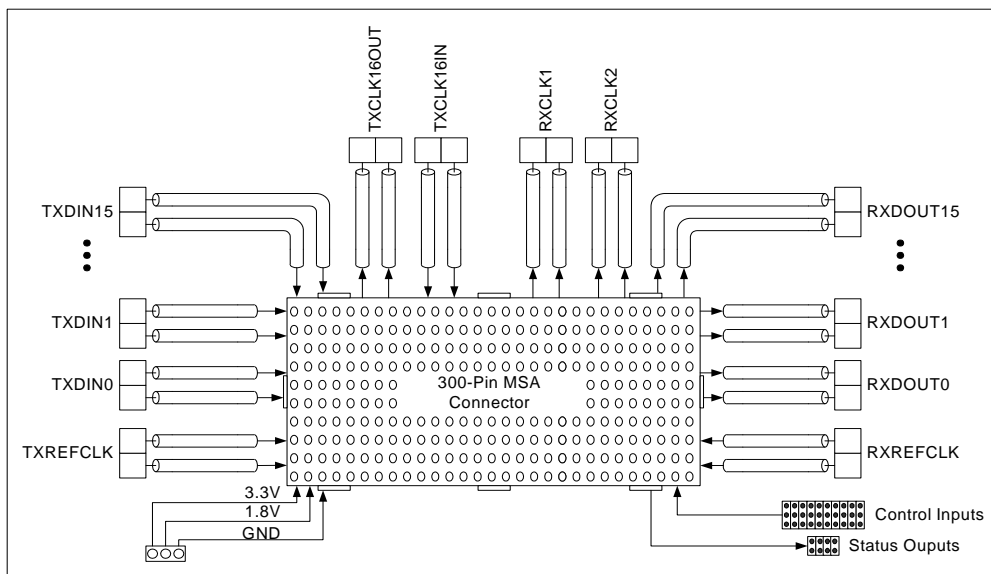 TXCLK16OUT
TXCLK16IN
RXCLK1
RXCLK2
TXDIN15
RXDOUT15
TXDIN1
RXDOUT1
300-Pin MSA
Connector
TXDIN0
RXDOUT0
TXREFCLK
RXREFCLK
3.3V
1.8V
GND
Control Inputs
Status Ouputs